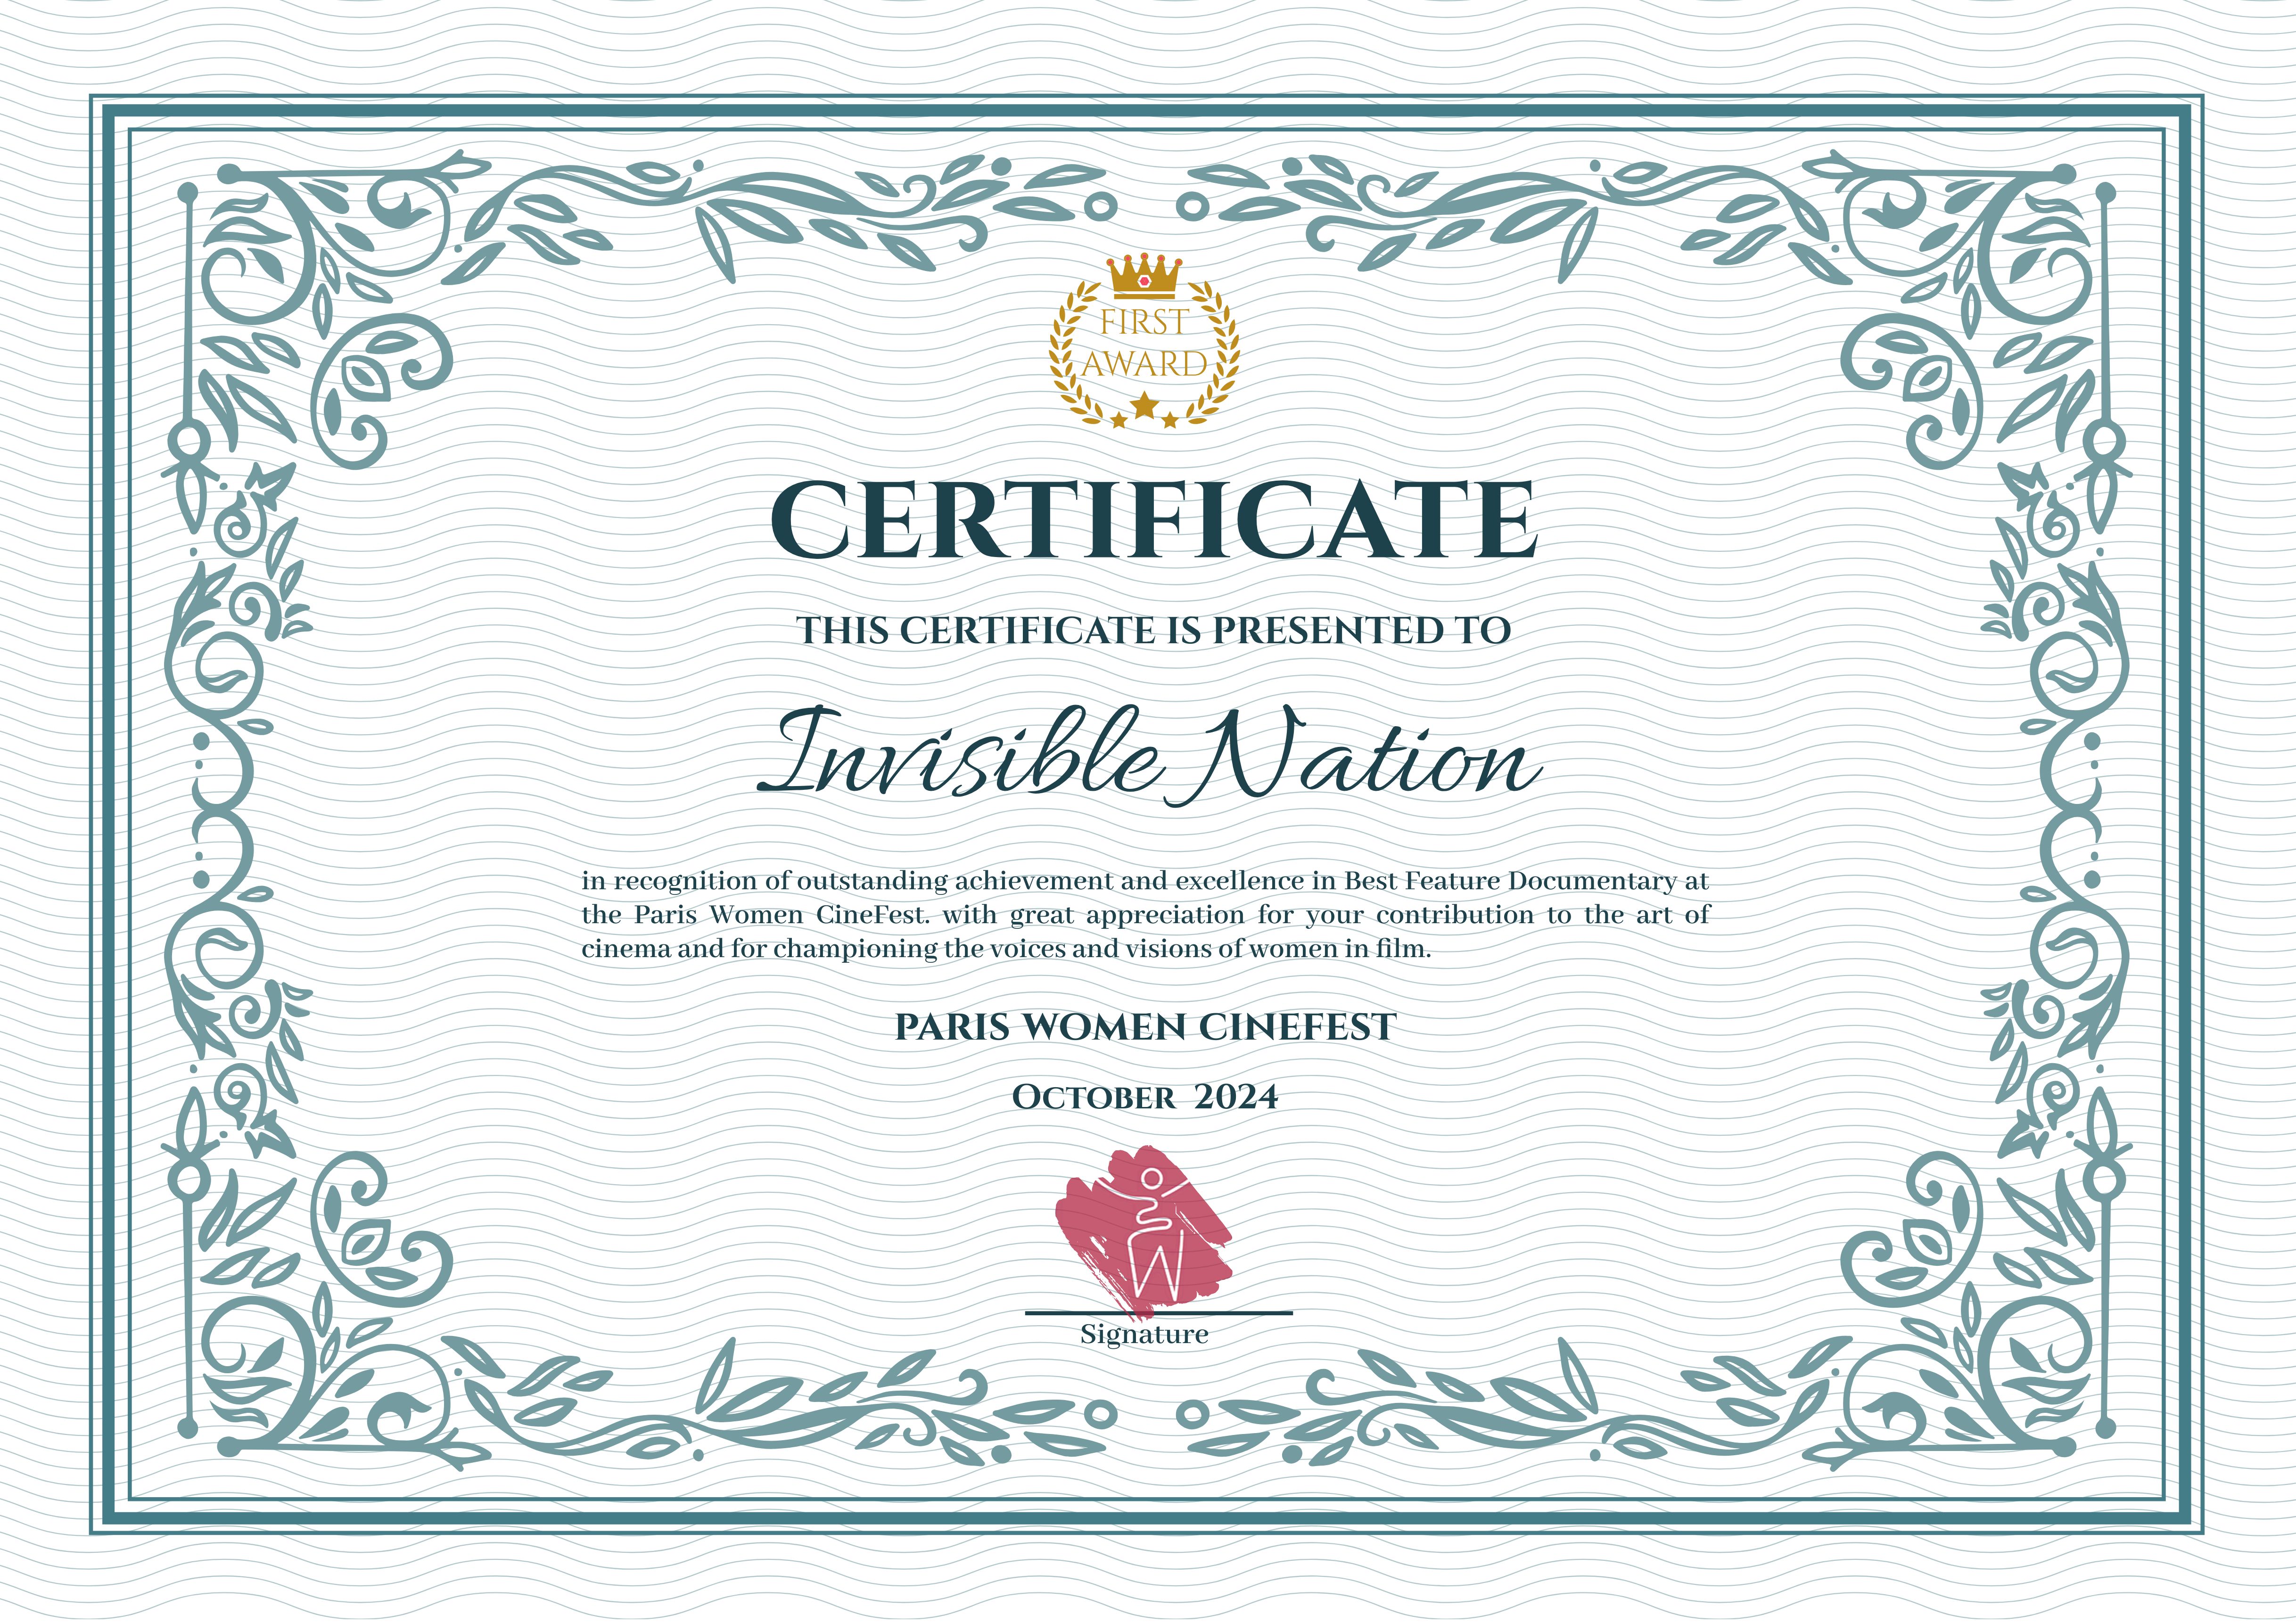 FIRST
AWARD
CERTIFICATE
THIS CERTIFICATE IS PRESENTED TO
Invisible Nation
in recognition of outstanding achievement and excellence in Best Feature Documentary at
the Paris Women CineFest. with great appreciation for your contribution to the art of
cinema and for championing the voices and visions of women in film.
PARIS WOMEN CINEFEST
October 2024
Signature